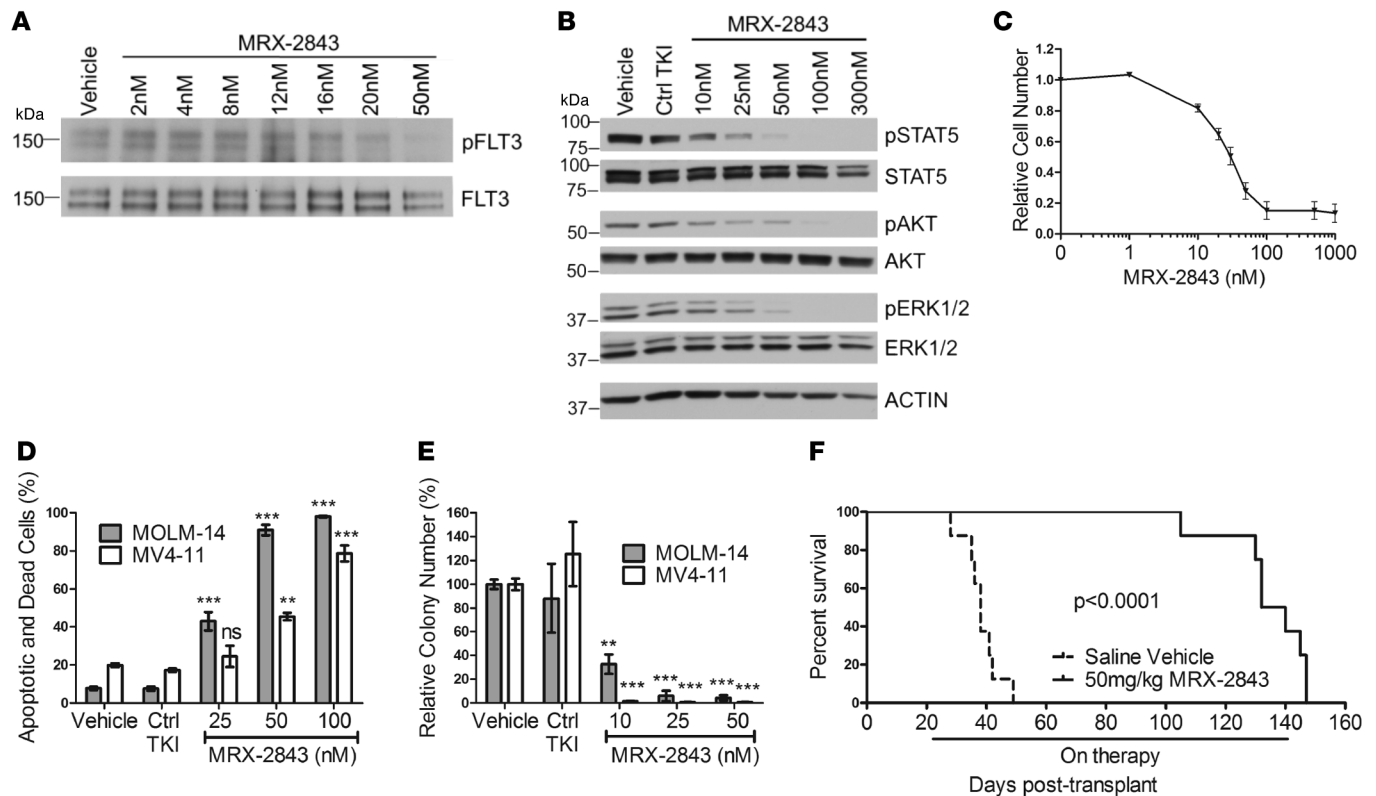 A
MRX-2843
kDa
Vehicle
2nM
4nM
8nM
12nM
16nM
20nM
50nM
150
pFLT3
150
FLT3
B
MRX-2843
kDa
Vehicle
Ctrl TKI
10nM
25nM
50nM
100nM
300nM
100
75
pSTAT5
100
75
STAT5
50
pAKT
50
AKT
37
pERK1/2
37
ERK1/2
37
ACTIN
C
Relative Cell Number
1.2
1.0
0.8
0.6
0.4
0.2
0.0
0 1 10 100 1000
MRX-2843 (nM)
D
Apoptotic and Dead Cells (%)
100
80
60
40
20
0
MOLM-14
MV4-11
***
ns
***
**
***
***
Vehicle Ctrl TKI 25 50 100
MRX-2843 (nM)
E
Relative Colony Number (%)
160
140
120
100
80
60
40
20
0
MOLM-14
MV4-11
**
***
***
***
***
***
Vehicle Ctrl TKI 10 25 50
MRX-2843 (nM)
F
Percent survival
100
80
60
40
20
0
p<0.0001
Saline Vehicle
50mg/kg MRX-2843
0 20 40 60 80 100 120 140 160
On therapy
Days post-transplant